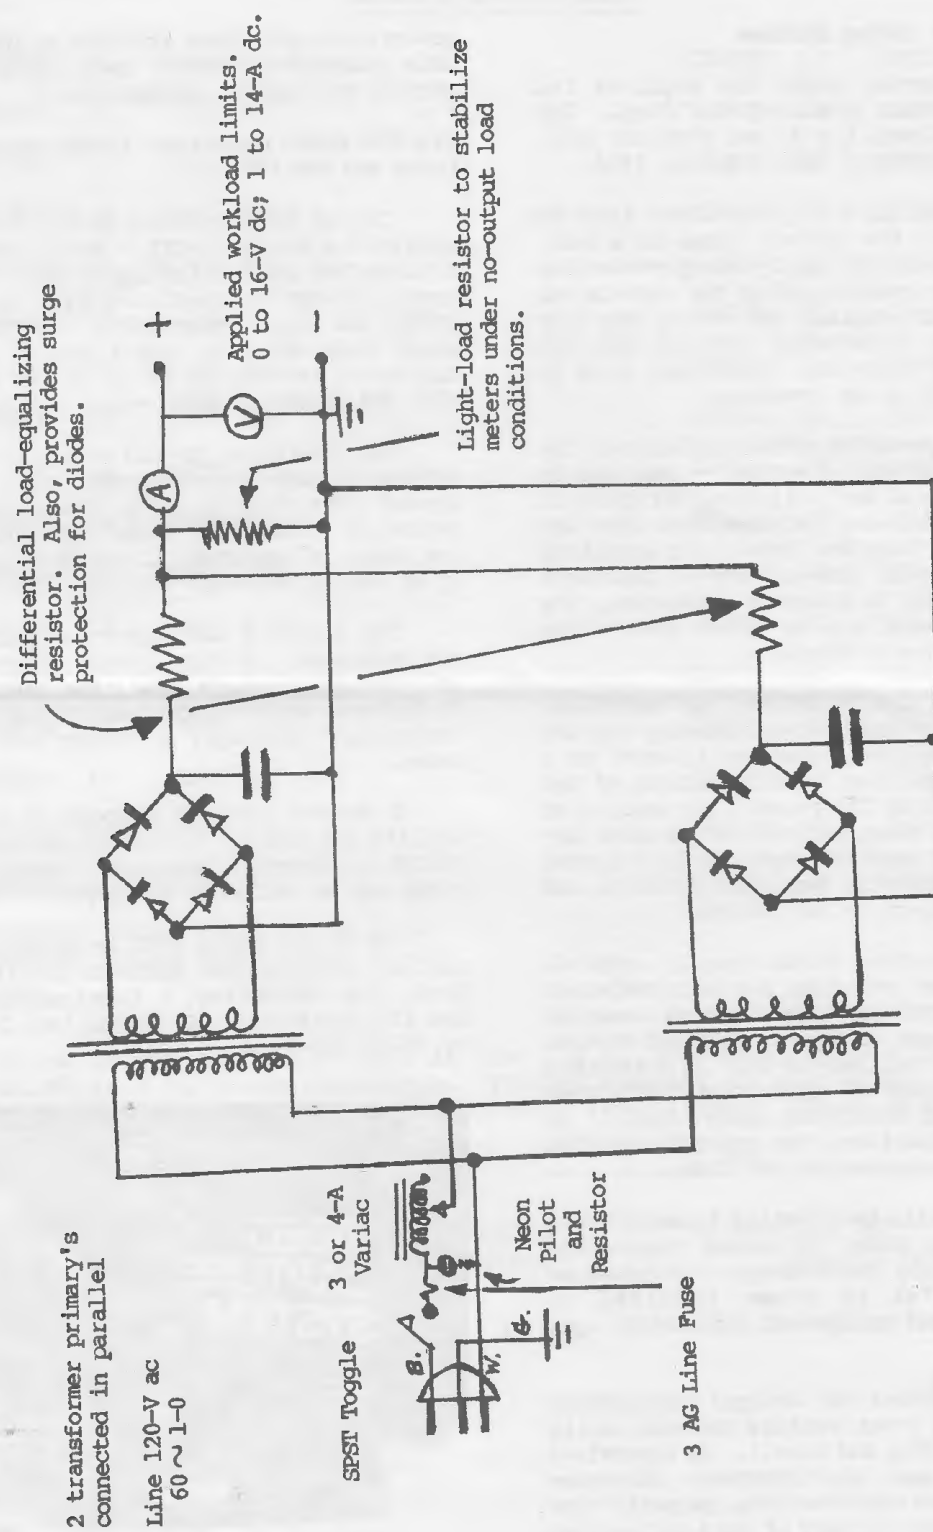 Differential load-equalizing
resistor. Also, provides surge
protection for diodes.
+
A
V
Applied workload limits.
0 to 16-V dc; 1 to 14-A dc.
-
Light-load resistor to stabilize
meters under no-output load
conditions.
2 transformer primary's
connected in parallel
Line 120-V ac
60 ~ 1-0
3 or 4-A
Variac
SPST Toggle
B.
W.
G.
Neon
Pilot
and
Resistor
3 AG Line Fuse